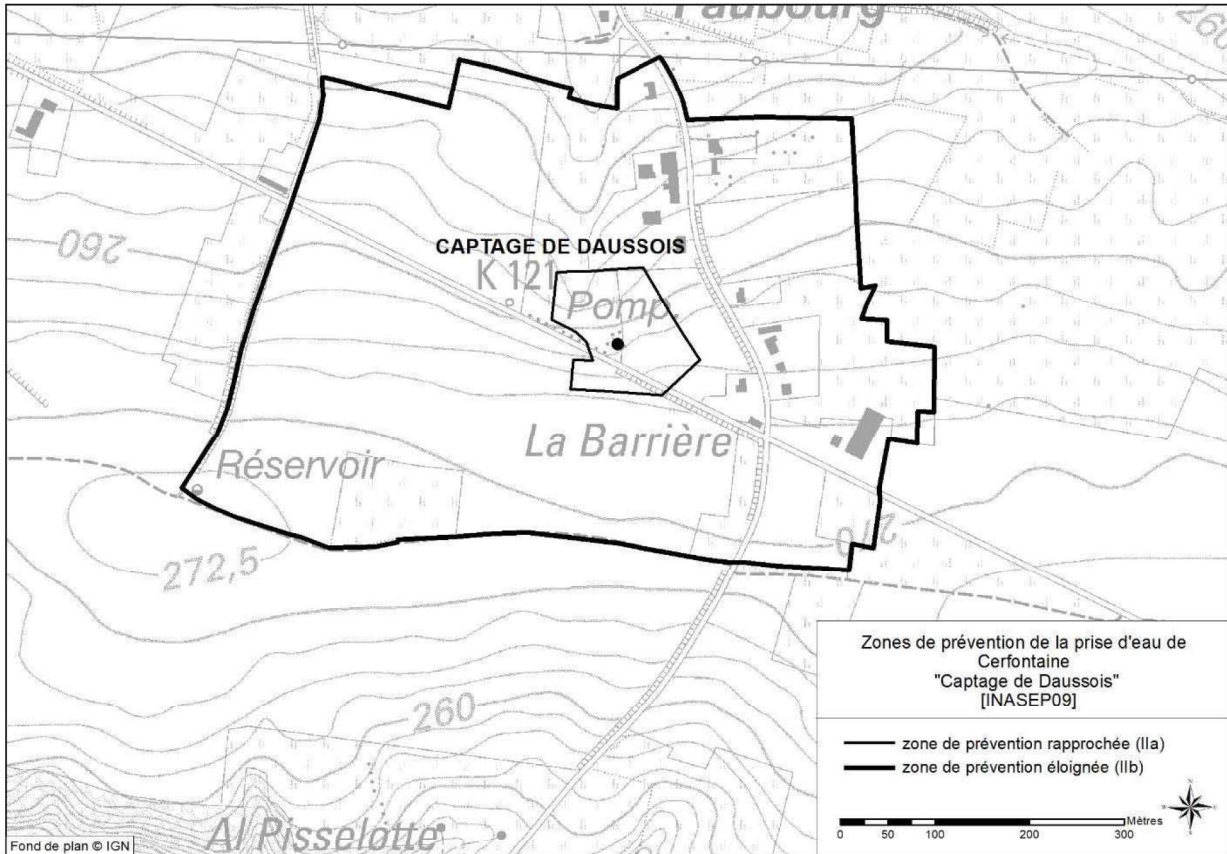 Faubourg
260
260
CAPTAGE DE DAUSSOIS
K 121
Pomp.
La Barrière
Réservoir
270
272,5
260
Al Pisselotte
Zones de prévention de la prise d'eau de
Cerfontaine
"Captage de Daussois"
[INASEP09]
zone de prévention rapprochée (IIa)
zone de prévention éloignée (IIb)
N
Mètres
0 50 100 200 300
Fond de plan © IGN